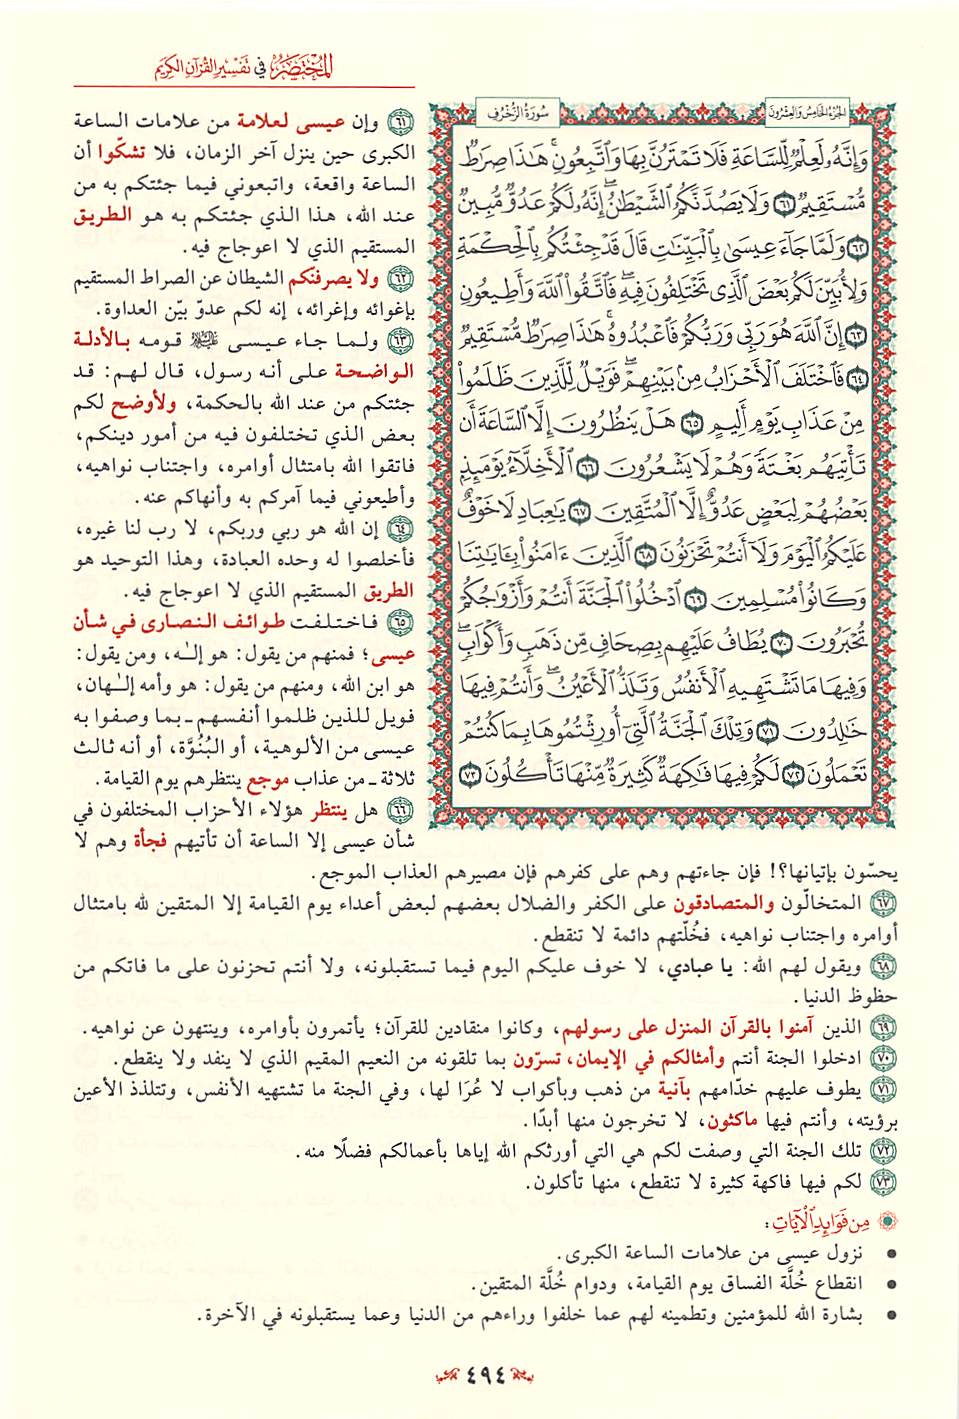 المختصر في تفسير القرآن الكريم
الجزء الخامس والعشرون
سورة الزخرف
وَإِنَّهُۥ لَعِلْمٌ لِّلسَّاعَةِ فَلَا تَمْتَرُنَّ بِهَا وَٱتَّبِعُونِ ۚ هَـٰذَا صِرَٰطٌ
مُّسْتَقِيمٌ ٦١ وَلَا يَصُدَّنَّكُمُ ٱلشَّيْطَـٰنُ ۖ إِنَّهُۥ لَكُمْ عَدُوٌّ مُّبِينٌ
٦٢ وَلَمَّا جَآءَ عِيسَىٰ بِٱلْبَيِّنَـٰتِ قَالَ قَدْ جِئْتُكُم بِٱلْحِكْمَةِ
وَلِأُبَيِّنَ لَكُم بَعْضَ ٱلَّذِى تَخْتَلِفُونَ فِيهِ ۖ فَٱتَّقُوا۟ ٱللَّهَ وَأَطِيعُونِ
٦٣ إِنَّ ٱللَّهَ هُوَ رَبِّى وَرَبُّكُمْ فَٱعْبُدُوهُ ۚ هَـٰذَا صِرَٰطٌ مُّسْتَقِيمٌ
٦٤ فَٱخْتَلَفَ ٱلْأَحْزَابُ مِنۢ بَيْنِهِمْ ۖ فَوَيْلٌ لِّلَّذِينَ ظَلَمُوا۟
مِنْ عَذَابِ يَوْمٍ أَلِيمٍ ٦٥ هَلْ يَنظُرُونَ إِلَّا ٱلسَّاعَةَ أَن
تَأْتِيَهُم بَغْتَةً وَهُمْ لَا يَشْعُرُونَ ٦٦ ٱلْأَخِلَّآءُ يَوْمَئِذٍۭ
بَعْضُهُمْ لِبَعْضٍ عَدُوٌّ إِلَّا ٱلْمُتَّقِينَ ٦٧ يَـٰعِبَادِ لَا خَوْفٌ
عَلَيْكُمُ ٱلْيَوْمَ وَلَآ أَنتُمْ تَحْزَنُونَ ٦٨ ٱلَّذِينَ ءَامَنُوا۟ بِـَٔايَـٰتِنَا
وَكَانُوا۟ مُسْلِمِينَ ٦٩ ٱدْخُلُوا۟ ٱلْجَنَّةَ أَنتُمْ وَأَزْوَٰجُكُمْ
تُحْبَرُونَ ٧٠ يُطَافُ عَلَيْهِم بِصِحَافٍ مِّن ذَهَبٍ وَأَكْوَابٍ ۖ
وَفِيهَا مَا تَشْتَهِيهِ ٱلْأَنفُسُ وَتَلَذُّ ٱلْأَعْيُنُ ۖ وَأَنتُمْ فِيهَا
خَـٰلِدُونَ ٧١ وَتِلْكَ ٱلْجَنَّةُ ٱلَّتِىٓ أُورِثْتُمُوهَا بِمَا كُنتُمْ
تَعْمَلُونَ ٧٢ لَكُمْ فِيهَا فَـٰكِهَةٌ كَثِيرَةٌ مِّنْهَا تَأْكُلُونَ ٧٣
٦١ وإن عيسى لعلامة من علامات الساعة
الكبرى حين ينزل آخر الزمان، فلا تشكّوا أن
الساعة واقعة، واتبعوني فيما جئتكم به من
عند الله، هذا الذي جئتكم به هو الطريق
المستقيم الذي لا اعوجاج فيه.
٦٢ ولا يصرفنّكم الشيطان عن الصراط المستقيم
بإغوائه وإغرائه، إنه لكم عدوّ بيّن العداوة.
٦٣ ولما جاء عيسى ﵇ قومه بالأدلة
الواضحة على أنه رسول، قال لهم: قد
جئتكم من عند الله بالحكمة، ولأوضح لكم
بعض الذي تختلفون فيه من أمور دينكم،
فاتقوا الله بامتثال أوامره، واجتناب نواهيه،
وأطيعوني فيما آمركم به وأنهاكم عنه.
٦٤ إن الله هو ربي وربكم، لا رب لنا غيره،
فأخلصوا له وحده العبادة، وهذا التوحيد هو
الطريق المستقيم الذي لا اعوجاج فيه.
٦٥ فاختلفت طوائف النصارى في شأن
عيسى؛ فمنهم من يقول: هو إلـٰه، ومن يقول:
هو ابن الله، ومنهم من يقول: هو وأمه إلـٰهان،
فويل للذين ظلموا أنفسهم ـ بما وصفوا به
عيسى من الألوهية، أو البُنُوَّة، أو أنه ثالث
ثلاثة ـ من عذاب موجع ينتظرهم يوم القيامة.
٦٦ هل ينتظر هؤلاء الأحزاب المختلفون في
شأن عيسى إلا الساعة أن تأتيهم فجأة وهم لا
يحسّون بإتيانها؟! فإن جاءتهم وهم على كفرهم فإن مصيرهم العذاب الموجع.
٦٧ المتخالّون والمتصادقون على الكفر والضلال بعضهم لبعض أعداء يوم القيامة إلا المتقين لله بامتثال
أوامره واجتناب نواهيه، فخُلّتهم دائمة لا تنقطع.
٦٨ ويقول لهم الله: يا عبادي، لا خوف عليكم اليوم فيما تستقبلونه، ولا أنتم تحزنون على ما فاتكم من
حظوظ الدنيا.
٦٩ الذين آمنوا بالقرآن المنزل على رسولهم، وكانوا منقادين للقرآن؛ يأتمرون بأوامره، وينتهون عن نواهيه.
٧٠ ادخلوا الجنة أنتم وأمثالكم في الإيمان، تسرّون بما تلقونه من النعيم المقيم الذي لا ينفد ولا ينقطع.
٧١ يطوف عليهم خدّامهم بآنية من ذهب وبأكواب لا عُرَا لها، وفي الجنة ما تشتهيه الأنفس، وتتلذذ الأعين
برؤيته، وأنتم فيها ماكثون، لا تخرجون منها أبدًا.
٧٢ تلك الجنة التي وصفت لكم هي التي أورثكم الله إياها بأعمالكم فضلًا منه.
٧٣ لكم فيها فاكهة كثيرة لا تنقطع، منها تأكلون.
من فوائد الآيات:
• نزول عيسى من علامات الساعة الكبرى.
• انقطاع خُلَّة الفساق يوم القيامة، ودوام خُلَّة المتقين.
• بشارة الله للمؤمنين وتطمينه لهم عما خلفوا وراءهم من الدنيا وعما يستقبلونه في الآخرة.
٤٩٤